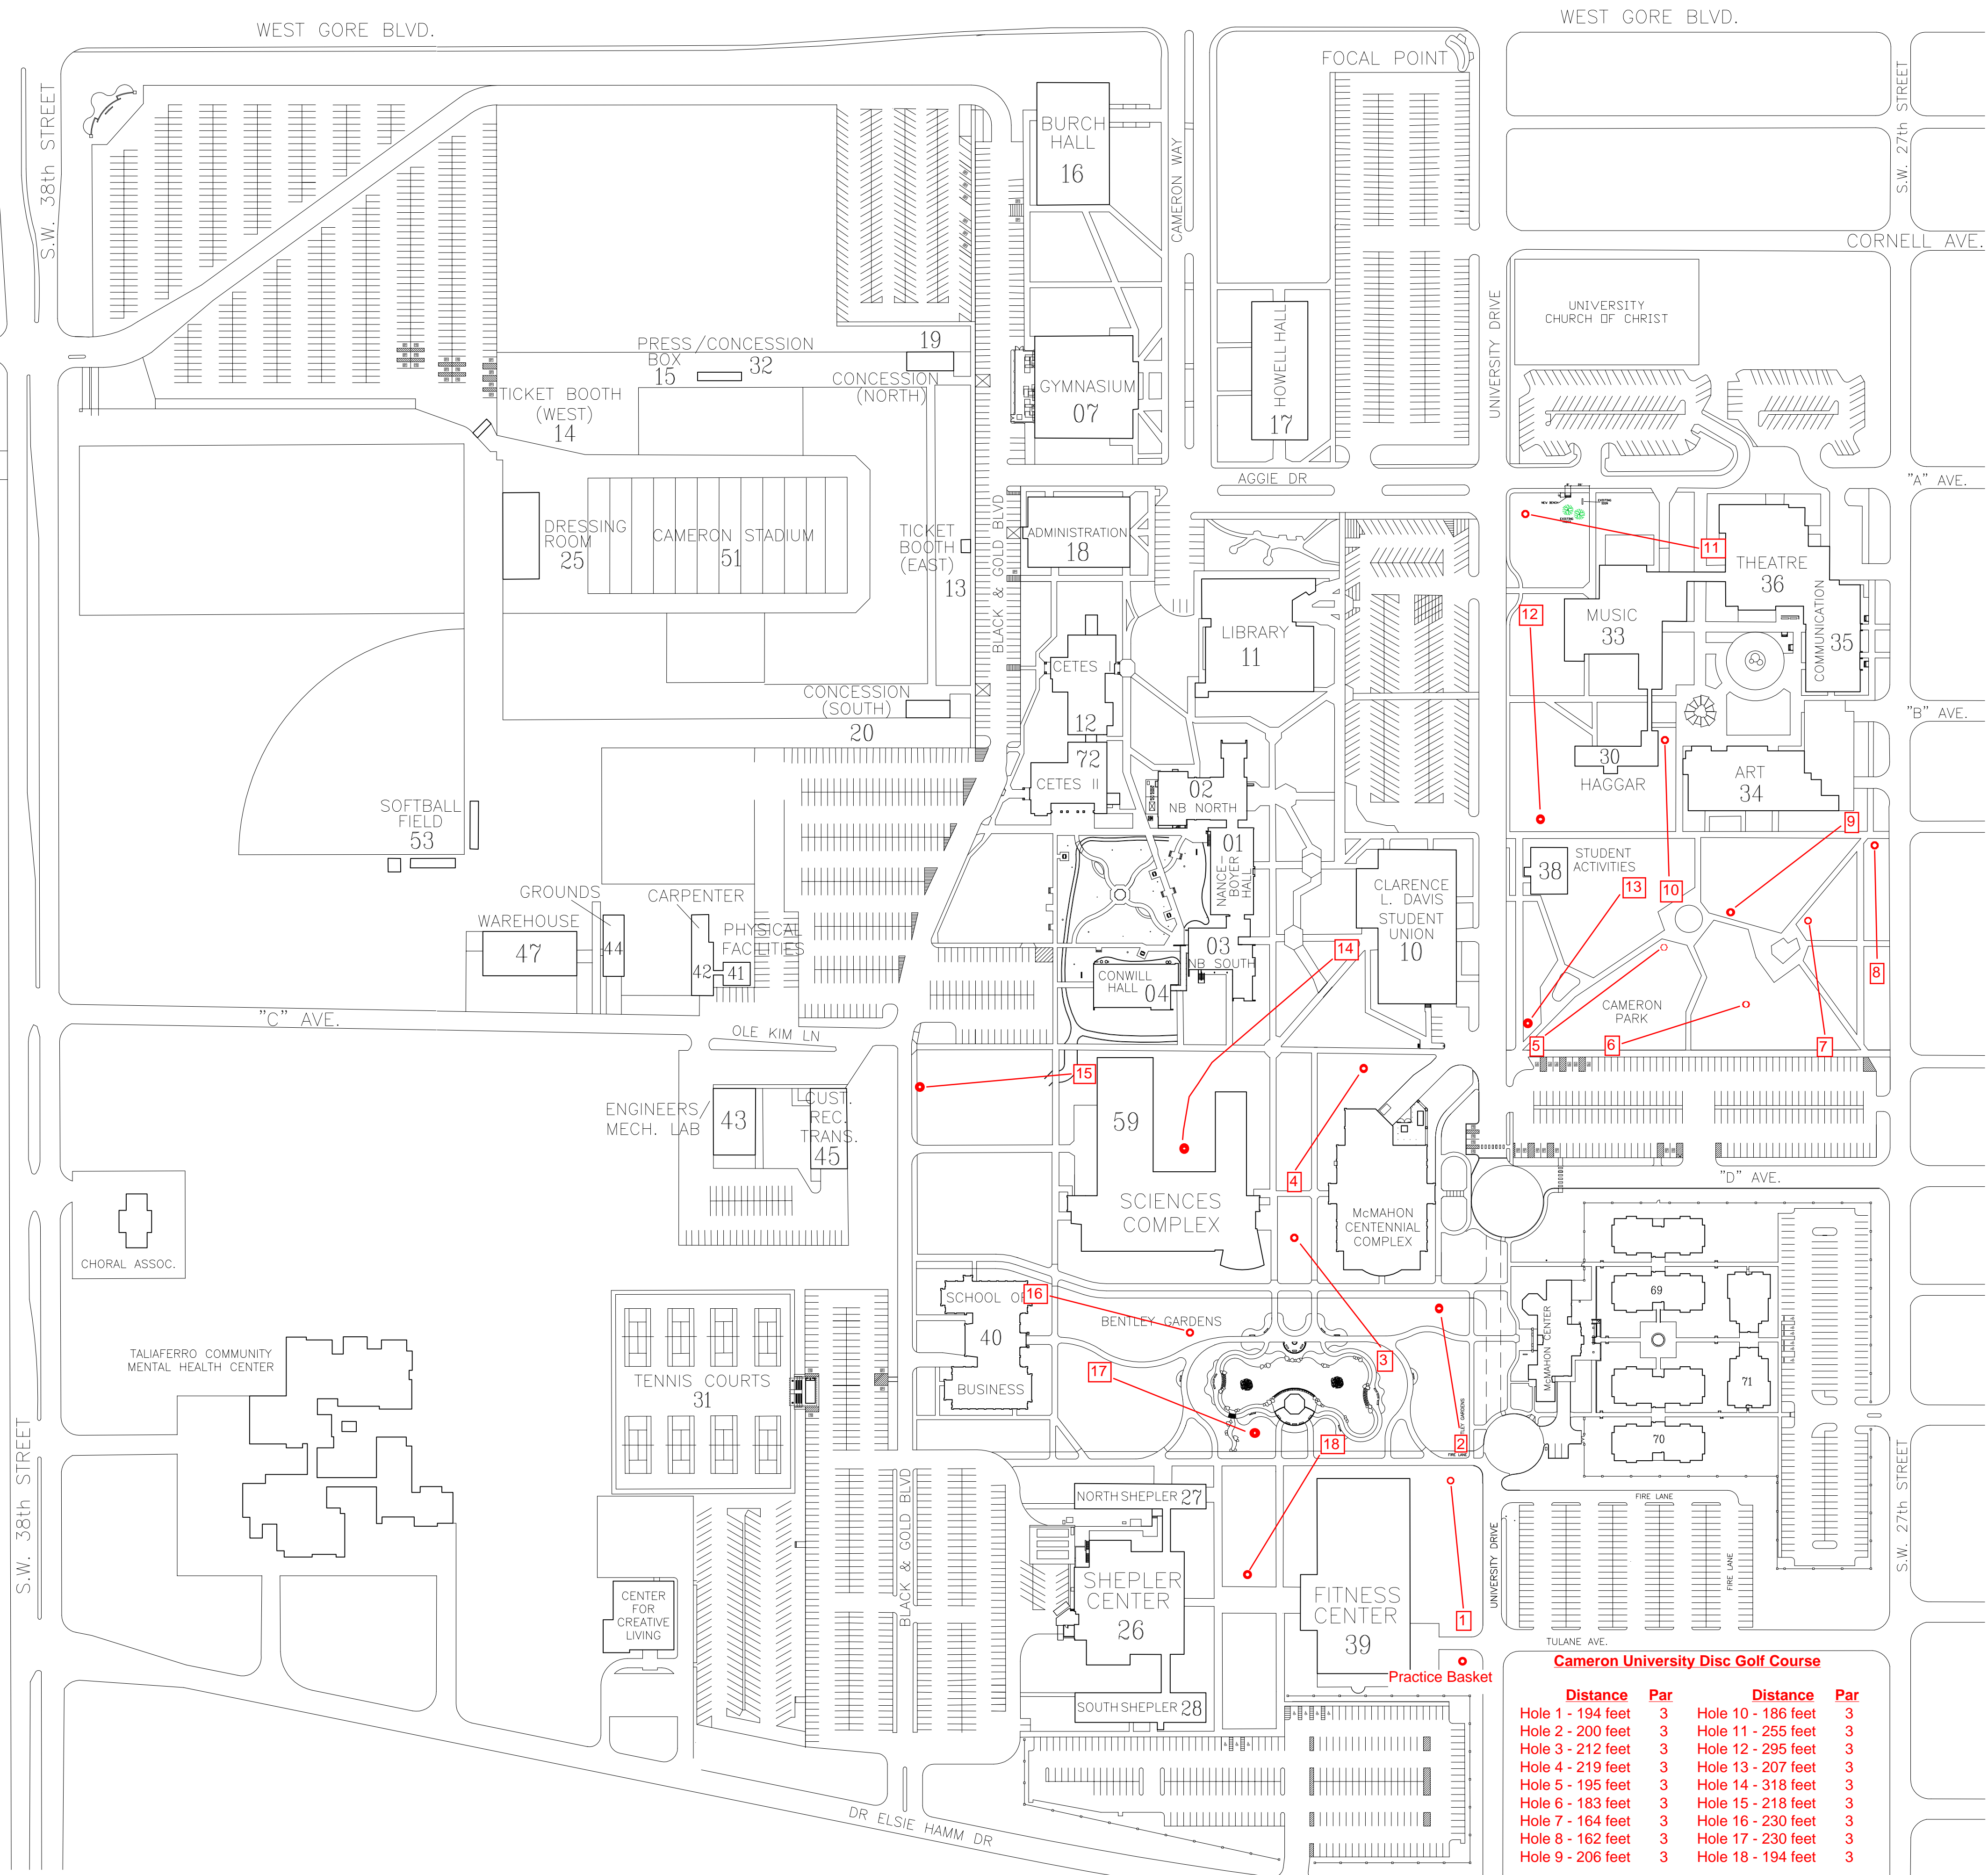 WEST GORE BLVD.
WEST GORE BLVD.
FOCAL POINT
S.W. 38th STREET
S.W. 27th STREET
BURCH
HALL
16
CAMERON WAY
CORNELL AVE.
UNIVERSITY
CHURCH OF CHRIST
UNIVERSITY DRIVE
PRESS/CONCESSION
BOX 32
15
19
CONCESSION
(NORTH)
GYMNASIUM
07
HOWELL HALL
17
TICKET BOOTH
(WEST)
14
AGGIE DR
"A" AVE.
DRESSING
ROOM
25
CAMERON STADIUM
51
TICKET
BOOTH
(EAST)
13
BLACK & GOLD BLVD
ADMINISTRATION
18
NEW BENCH
EXISTING
SIGN
EXISTING
11
THEATRE
36
12
MUSIC
33
COMMUNICATION
35
LIBRARY
11
CETES I
12
CONCESSION
(SOUTH)
20
"B" AVE.
72
CETES II
30
HAGGAR
ART
34
02
NB NORTH
SOFTBALL
FIELD
53
01
NANCE-
BOYER
HALL
9
38
STUDENT
ACTIVITIES
CLARENCE
L. DAVIS
STUDENT
UNION
10
13
10
GROUNDS
CARPENTER
WAREHOUSE
47
44
PHYSICAL
FACILITIES
42
41
03
NB SOUTH
14
CONWILL
HALL 04
8
CAMERON
PARK
"C" AVE.
OLE KIM LN
5
6
7
15
ENGINEERS/
MECH. LAB
43
CUST.
REC.
TRANS.
45
59
SCIENCES
COMPLEX
4
"D" AVE.
McMAHON
CENTENNIAL
COMPLEX
CHORAL ASSOC.
SCHOOL OF
40
BUSINESS
16
BENTLEY GARDENS
McMAHON CENTER
69
TALIAFERRO COMMUNITY
MENTAL HEALTH CENTER
TENNIS COURTS
31
17
3
71
18
2
FIRE LANE
70
S.W. 38th STREET
S.W. 27th STREET
BLACK & GOLD BLVD
NORTH SHEPLER 27
FIRE LANE
UNIVERSITY DRIVE
FIRE LANE
SHEPLER
CENTER
26
FITNESS
CENTER
39
1
CENTER
FOR
CREATIVE
LIVING
TULANE AVE.
Practice Basket
SOUTH SHEPLER 28
DR ELSIE HAMM DR
Cameron University Disc Golf Course
Distance Par Distance Par
Hole 1 - 194 feet 3 Hole 10 - 186 feet 3
Hole 2 - 200 feet 3 Hole 11 - 255 feet 3
Hole 3 - 212 feet 3 Hole 12 - 295 feet 3
Hole 4 - 219 feet 3 Hole 13 - 207 feet 3
Hole 5 - 195 feet 3 Hole 14 - 318 feet 3
Hole 6 - 183 feet 3 Hole 15 - 218 feet 3
Hole 7 - 164 feet 3 Hole 16 - 230 feet 3
Hole 8 - 162 feet 3 Hole 17 - 230 feet 3
Hole 9 - 206 feet 3 Hole 18 - 194 feet 3